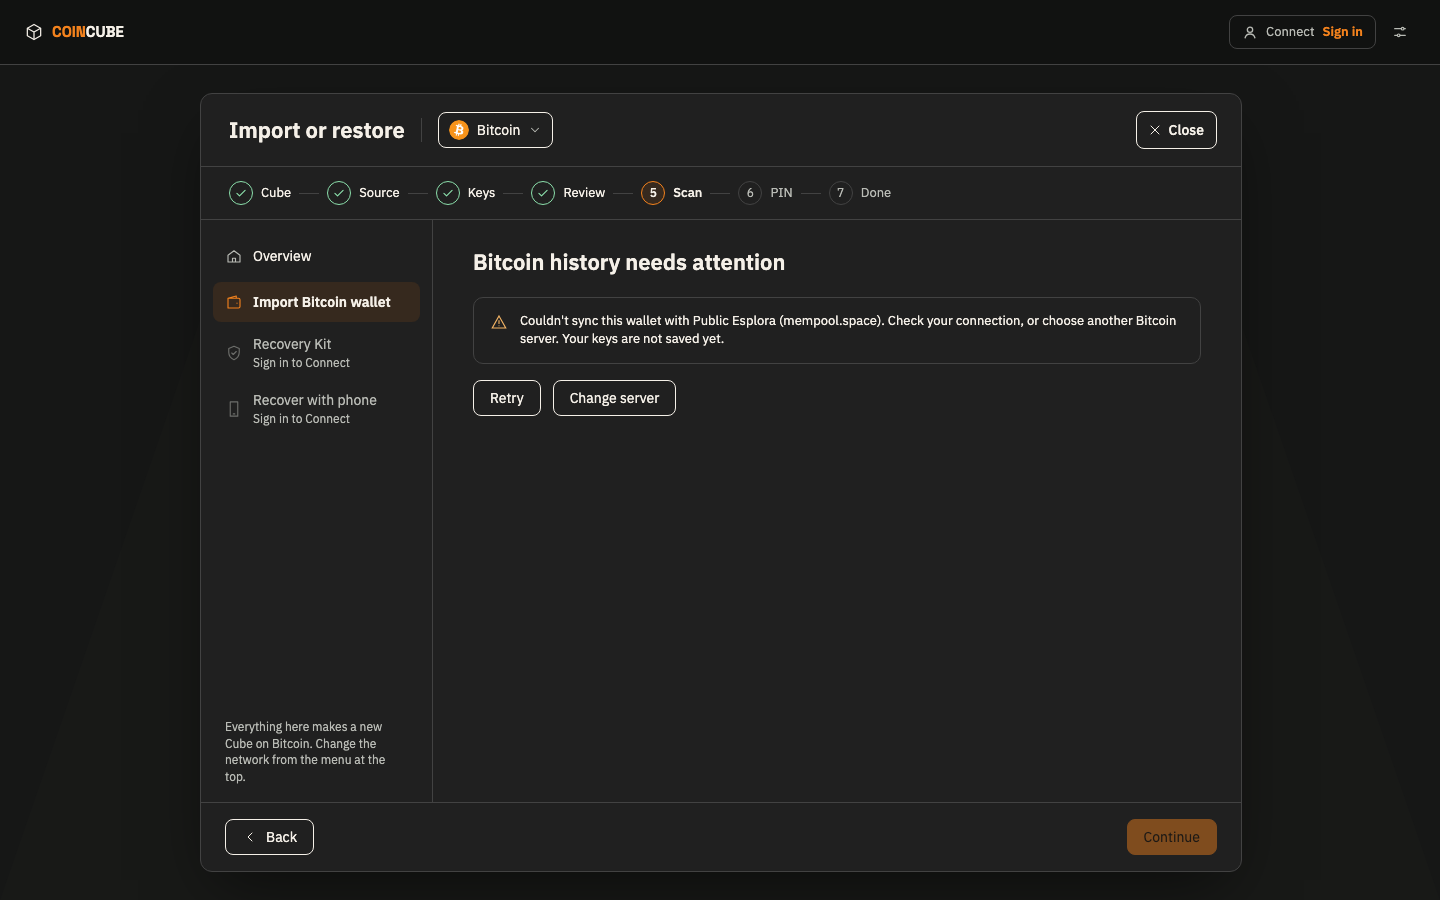 COINCUBE
Connect Sign in
Import or restore
Bitcoin
Close
Cube
Source
Keys
Review
5 Scan
6 PIN
7 Done
Overview
Import Bitcoin wallet
Recovery Kit
Sign in to Connect
Recover with phone
Sign in to Connect
Everything here makes a new
Cube on Bitcoin. Change the
network from the menu at the
top.
Bitcoin history needs attention
Couldn't sync this wallet with Public Esplora (mempool.space). Check your connection, or choose another Bitcoin
server. Your keys are not saved yet.
Retry
Change server
Back
Continue